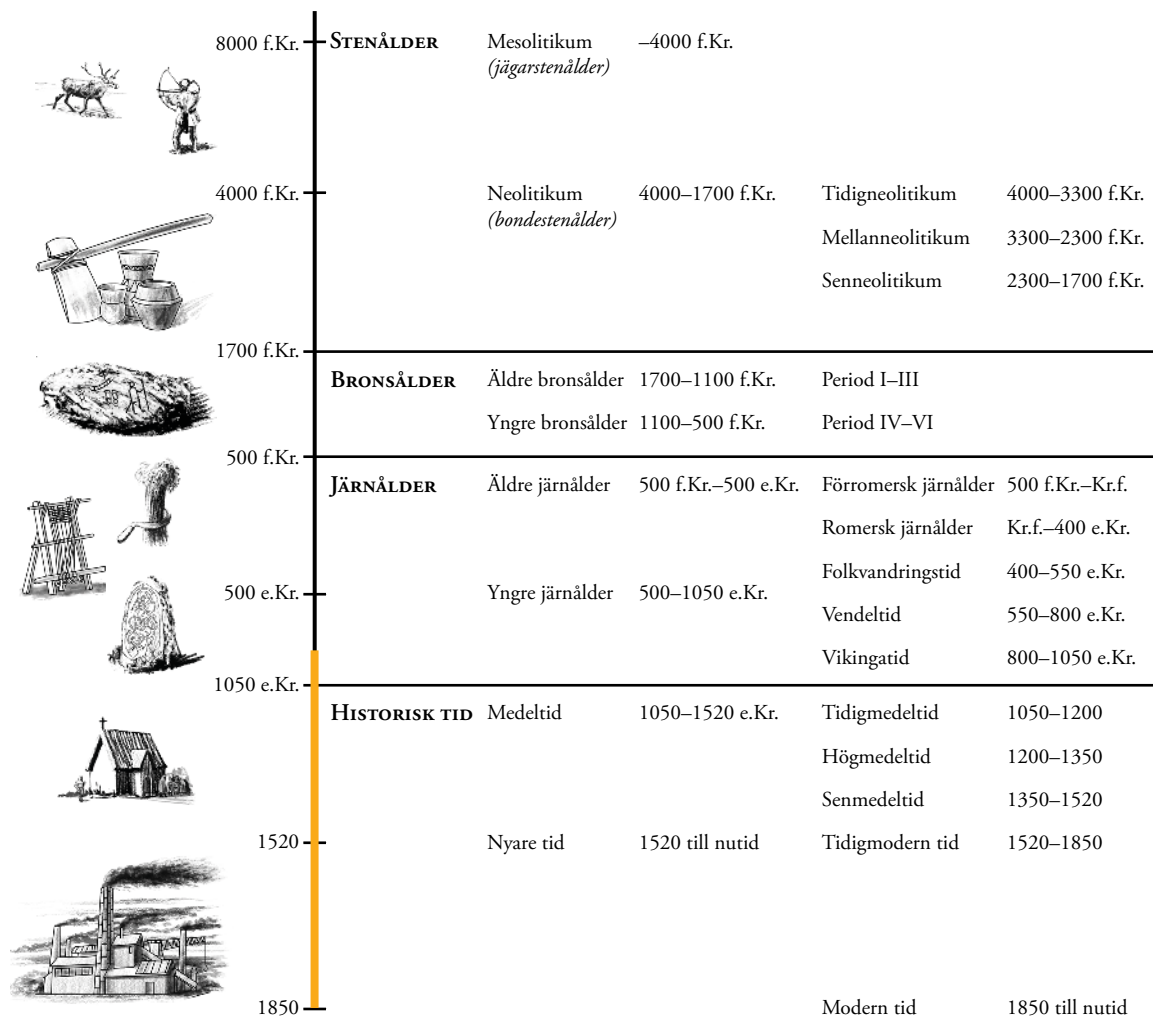 8000 f.Kr. STENÅLDER Mesolitikum –4000 f.Kr.
(jägarstenålder)
4000 f.Kr. Neolitikum 4000–1700 f.Kr. Tidigneolitikum 4000–3300 f.Kr.
(bondestenålder)
Mellanneolitikum 3300–2300 f.Kr.
Senneolitikum 2300–1700 f.Kr.
1700 f.Kr.
BRONSÅLDER Äldre bronsålder 1700–1100 f.Kr. Period I–III
Yngre bronsålder 1100–500 f.Kr. Period IV–VI
500 f.Kr.
JÄRNÅLDER Äldre järnålder 500 f.Kr.–500 e.Kr. Förromersk järnålder 500 f.Kr.–Kr.f.
Romersk järnålder Kr.f.–400 e.Kr.
Folkvandringstid 400–550 e.Kr.
500 e.Kr. Yngre järnålder 500–1050 e.Kr.
Vendeltid 550–800 e.Kr.
Vikingatid 800–1050 e.Kr.
1050 e.Kr.
HISTORISK TID Medeltid 1050–1520 e.Kr. Tidigmedeltid 1050–1200
Högmedeltid 1200–1350
Senmedeltid 1350–1520
1520 Nyare tid 1520 till nutid Tidigmodern tid 1520–1850
1850 Modern tid 1850 till nutid